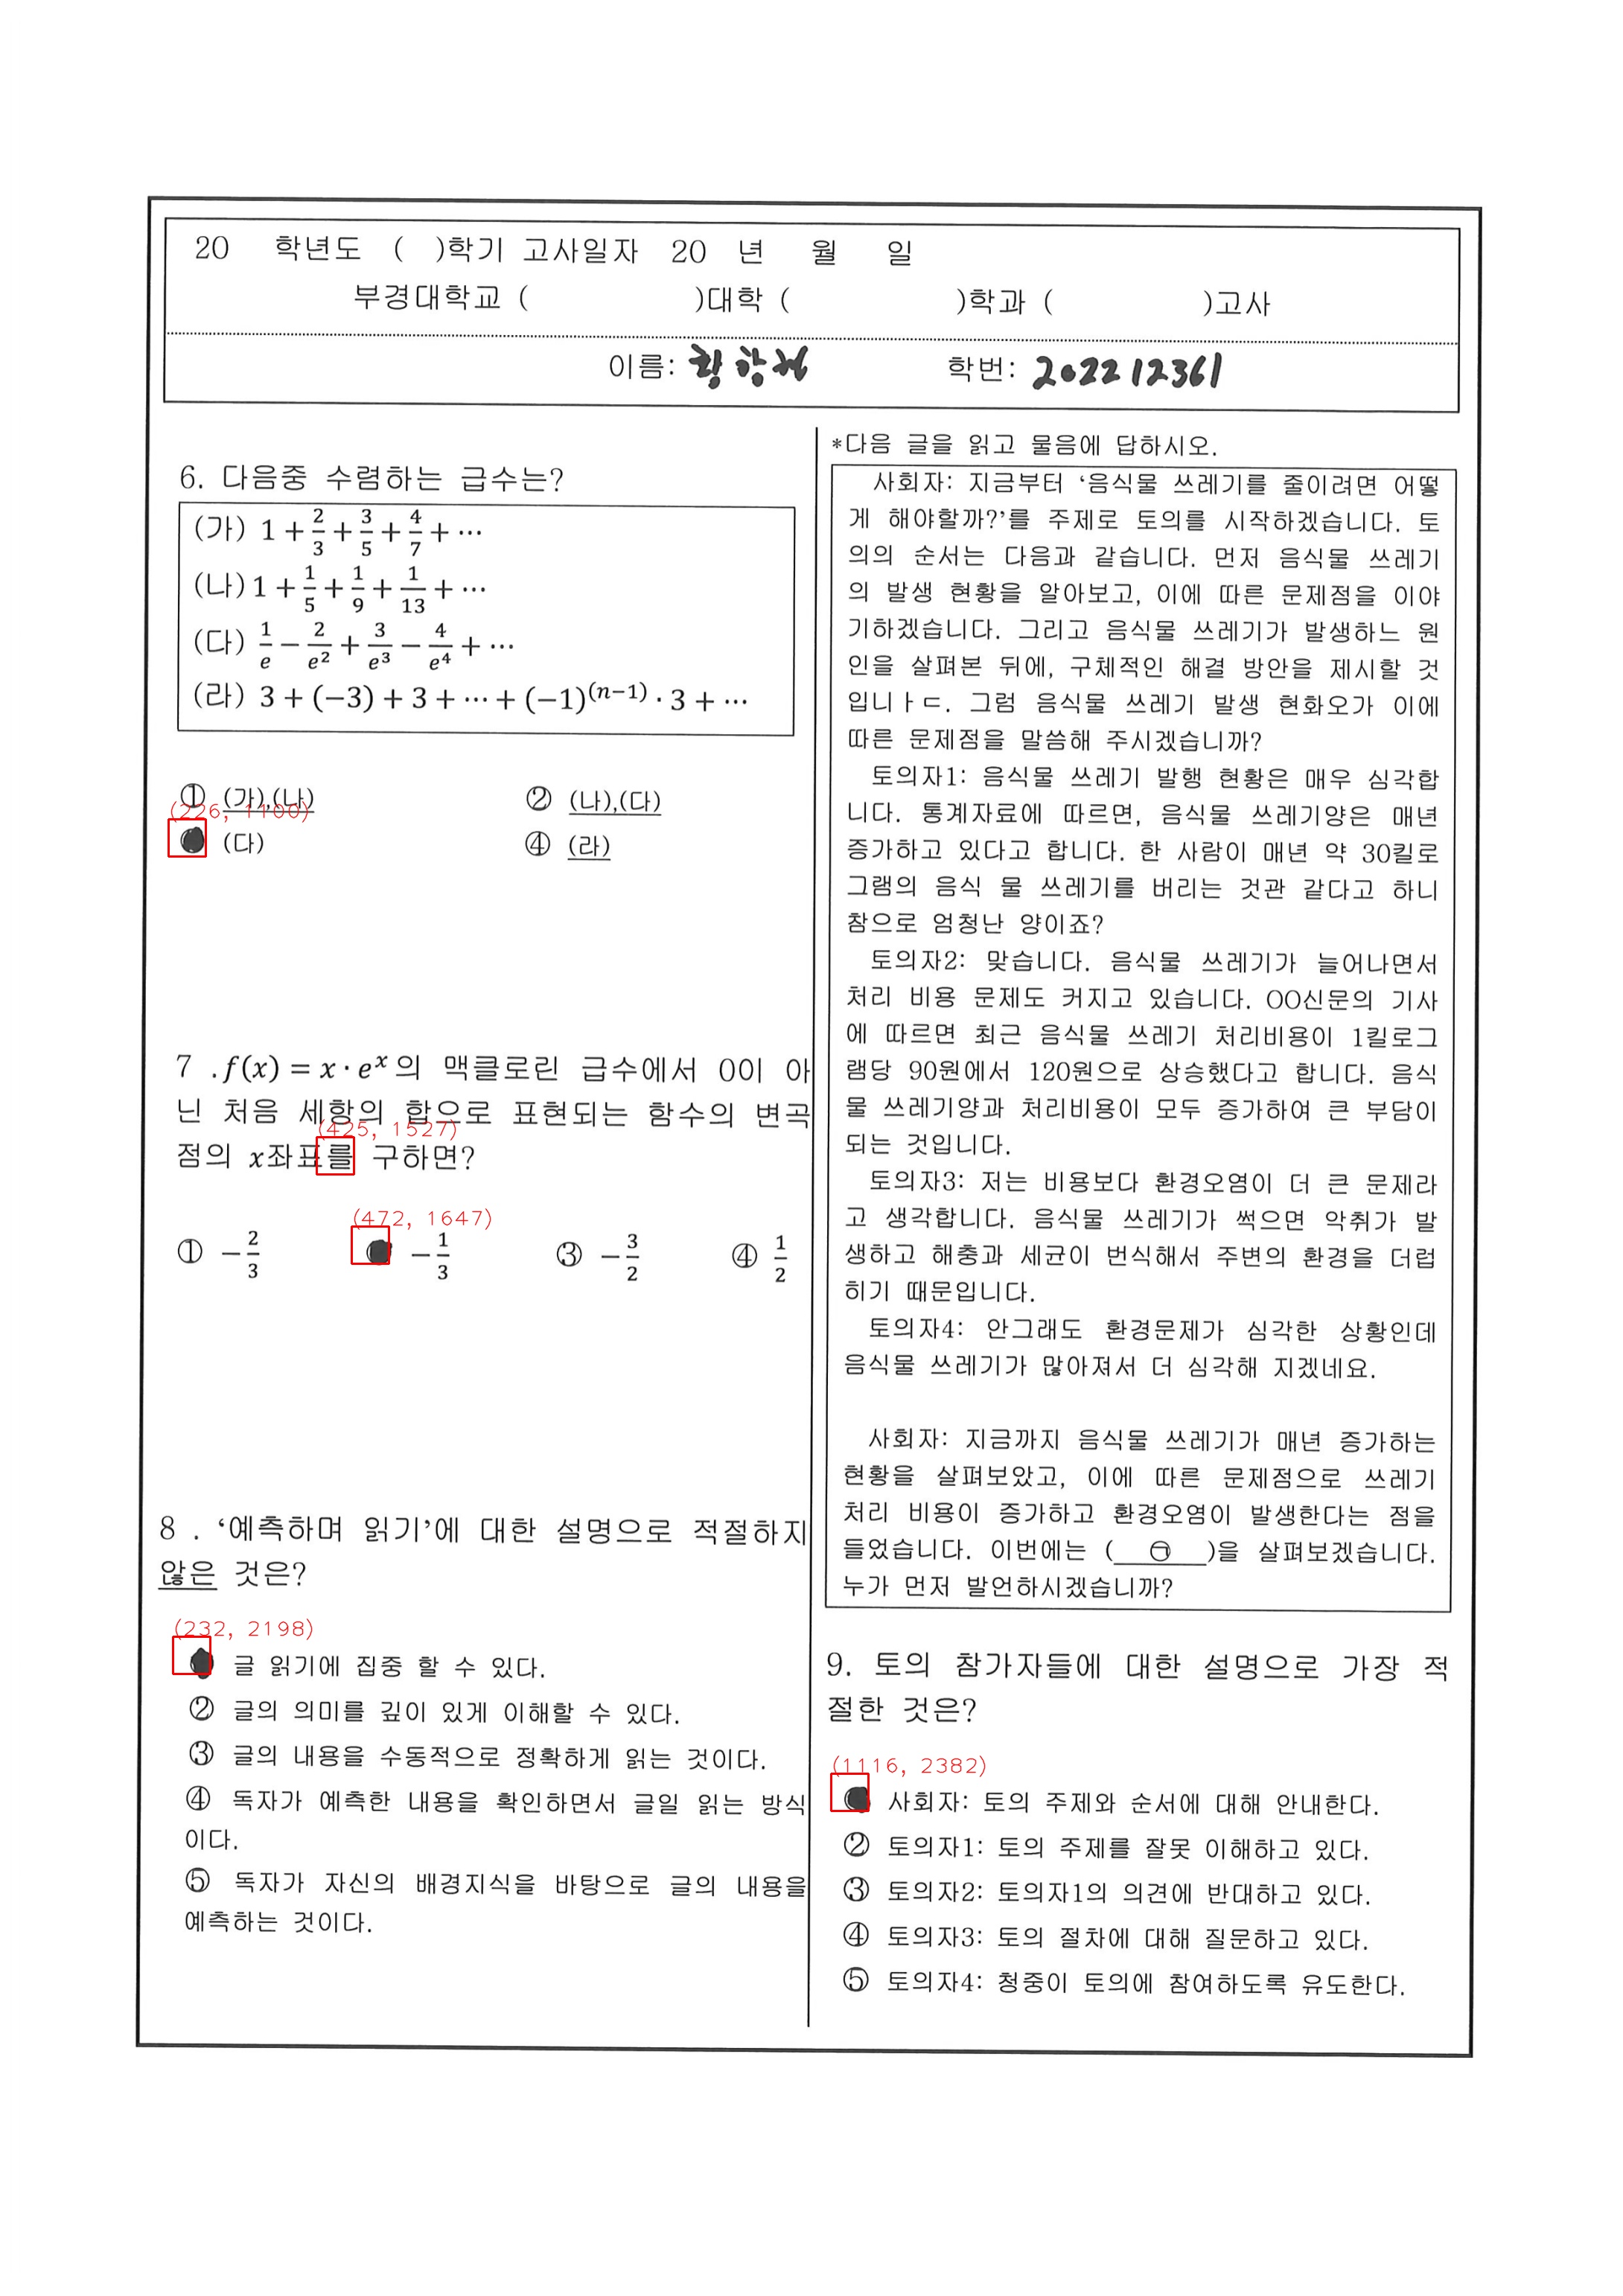 20 학년도 ( )학기 고사일자 20 년 월 일
부경대학교 ( )대학 ( )학과 ( )고사
이름: 학번: 202212361
6. 다음중 수렴하는 급수는?
(가) 1 + 2/3 + 3/5 + 4/7 + ⋯
(나) 1 + 1/5 + 1/9 + 1/13 + ⋯
(다) 1/e − 2/e² + 3/e³ − 4/e⁴ + ⋯
(라) 3 + (−3) + 3 + ⋯ + (−1)⁽ⁿ⁻¹⁾ · 3 + ⋯
① (가),(나) ② (나),(다)
(226, 1100)
(다) ④ (라)
7 . f(x) = x · eˣ의 맥클로린 급수에서 0이 아
닌 처음 세항의 합으로 표현되는 함수의 변곡
(425, 1527)
점의 x좌표를 구하면?
(472, 1647)
① −2/3 −1/3 ③ −3/2 ④ 1/2
8 . ‘예측하며 읽기’에 대한 설명으로 적절하지
않은 것은?
(232, 2198)
글 읽기에 집중 할 수 있다.
② 글의 의미를 깊이 있게 이해할 수 있다.
③ 글의 내용을 수동적으로 정확하게 읽는 것이다.
④ 독자가 예측한 내용을 확인하면서 글일 읽는 방식
이다.
⑤ 독자가 자신의 배경지식을 바탕으로 글의 내용을
예측하는 것이다.
*다음 글을 읽고 물음에 답하시오.
사회자: 지금부터 ‘음식물 쓰레기를 줄이려면 어떻
게 해야할까?’를 주제로 토의를 시작하겠습니다. 토
의의 순서는 다음과 같습니다. 먼저 음식물 쓰레기
의 발생 현황을 알아보고, 이에 따른 문제점을 이야
기하겠습니다. 그리고 음식물 쓰레기가 발생하느 원
인을 살펴본 뒤에, 구체적인 해결 방안을 제시할 것
입니ㅏㄷ. 그럼 음식물 쓰레기 발생 현화오가 이에
따른 문제점을 말씀해 주시겠습니까?
토의자1: 음식물 쓰레기 발행 현황은 매우 심각합
니다. 통계자료에 따르면, 음식물 쓰레기양은 매년
증가하고 있다고 합니다. 한 사람이 매년 약 30킬로
그램의 음식 물 쓰레기를 버리는 것관 같다고 하니
참으로 엄청난 양이죠?
토의자2: 맞습니다. 음식물 쓰레기가 늘어나면서
처리 비용 문제도 커지고 있습니다. OO신문의 기사
에 따르면 최근 음식물 쓰레기 처리비용이 1킬로그
램당 90원에서 120원으로 상승했다고 합니다. 음식
물 쓰레기양과 처리비용이 모두 증가하여 큰 부담이
되는 것입니다.
토의자3: 저는 비용보다 환경오염이 더 큰 문제라
고 생각합니다. 음식물 쓰레기가 썩으면 악취가 발
생하고 해충과 세균이 번식해서 주변의 환경을 더럽
히기 때문입니다.
토의자4: 안그래도 환경문제가 심각한 상황인데
음식물 쓰레기가 많아져서 더 심각해 지겠네요.
사회자: 지금까지 음식물 쓰레기가 매년 증가하는
현황을 살펴보았고, 이에 따른 문제점으로 쓰레기
처리 비용이 증가하고 환경오염이 발생한다는 점을
들었습니다. 이번에는 ( ㉠ )을 살펴보겠습니다.
누가 먼저 발언하시겠습니까?
9. 토의 참가자들에 대한 설명으로 가장 적
절한 것은?
(1116, 2382)
사회자: 토의 주제와 순서에 대해 안내한다.
② 토의자1: 토의 주제를 잘못 이해하고 있다.
③ 토의자2: 토의자1의 의견에 반대하고 있다.
④ 토의자3: 토의 절차에 대해 질문하고 있다.
⑤ 토의자4: 청중이 토의에 참여하도록 유도한다.